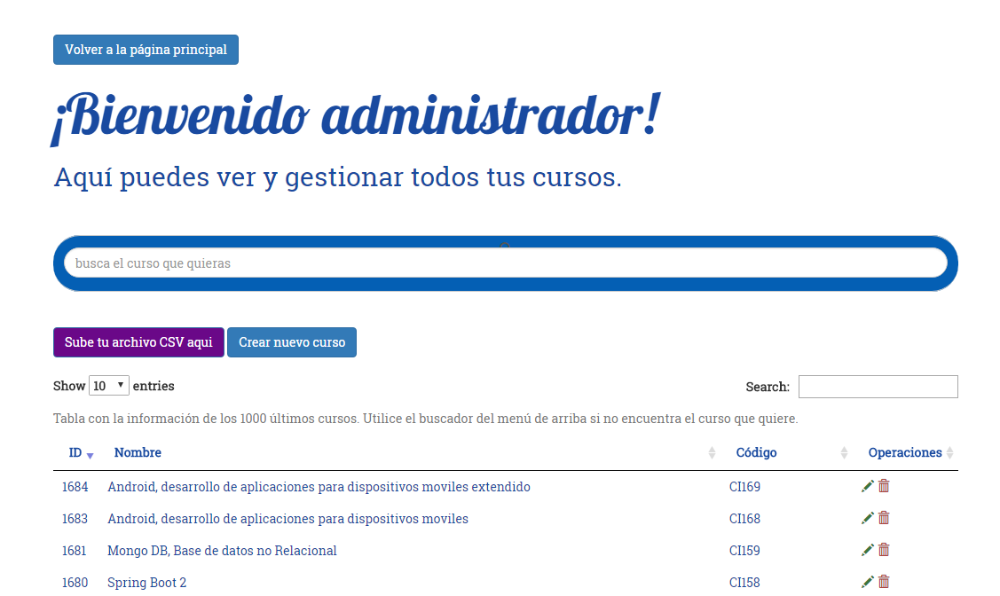 Volver a la página principal
¡Bienvenido administrador!
Aquí puedes ver y gestionar todos tus cursos.
busca el curso que quieras
Sube tu archivo CSV aqui Crear nuevo curso
Show 10 entries Search:
Tabla con la información de los 1000 últimos cursos. Utilice el buscador del menú de arriba si no encuentra el curso que quiere.
ID Nombre Código Operaciones
1684 Android, desarrollo de aplicaciones para dispositivos moviles extendido CI169
1683 Android, desarrollo de aplicaciones para dispositivos moviles CI168
1681 Mongo DB, Base de datos no Relacional CI159
1680 Spring Boot 2 CI158